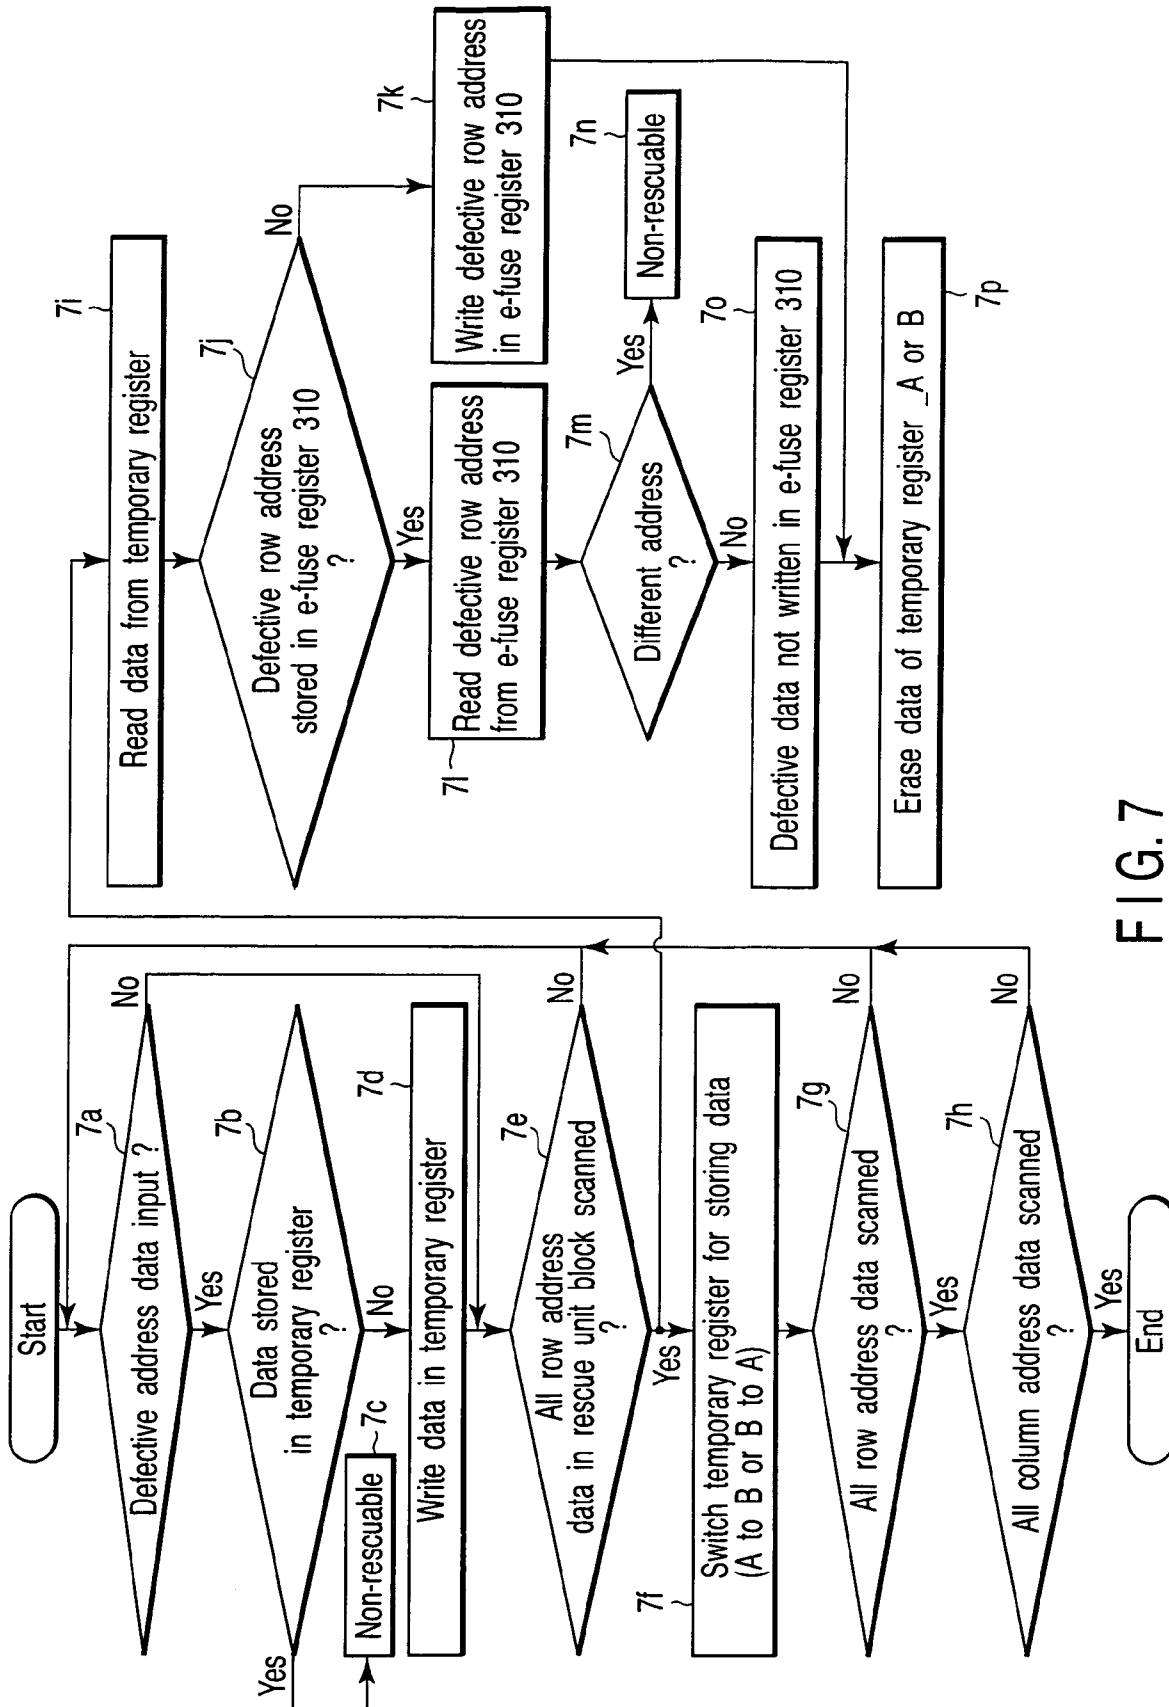 Start
7a
Defective address data input ?
No
Yes
7b
Data stored
in temporary register
?
Yes
No
7c
Non-rescuable
7d
Write data in temporary register
7e
All row address
data in rescue unit block scanned
?
No
Yes
7f
Switch temporary register for storing data
(A to B or B to A)
7g
All row address data scanned
?
No
Yes
7h
All column address data scanned
?
No
Yes
End
7i
Read data from temporary register
7j
Defective row address
stored in e-fuse register 310
?
No
Yes
7k
Write defective row address
in e-fuse register 310
7l
Read defective row address
from e-fuse register 310
7m
Different address
?
Yes
No
7n
Non-rescuable
7o
Defective data not written in e-fuse register 310
7p
Erase data of temporary register _A or B
FIG. 7